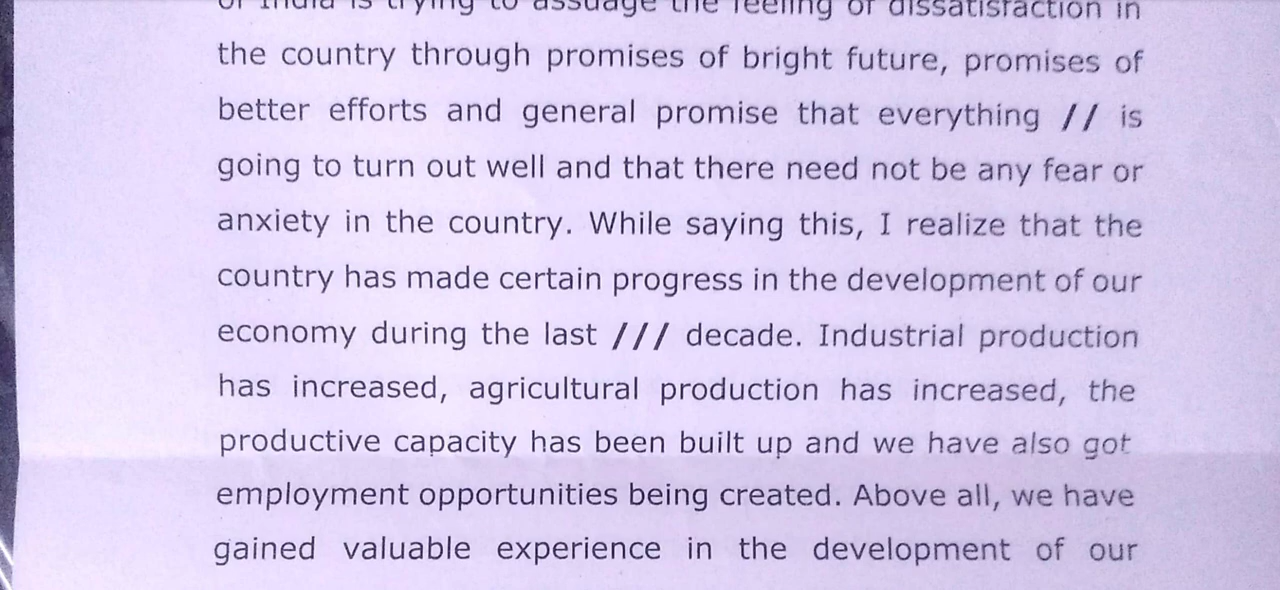 of India is trying to assuage the feeling of dissatisfaction in
the country through promises of bright future, promises of
better efforts and general promise that everything // is
going to turn out well and that there need not be any fear or
anxiety in the country. While saying this, I realize that the
country has made certain progress in the development of our
economy during the last /// decade. Industrial production
has increased, agricultural production has increased, the
productive capacity has been built up and we have also got
employment opportunities being created. Above all, we have
gained valuable experience in the development of our